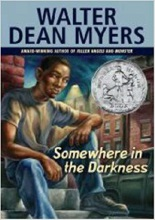 WALTER
DEAN MYERS
AWARD-WINNING AUTHOR OF FALLEN ANGELS AND MONSTER
Somewhere in
the Darkness